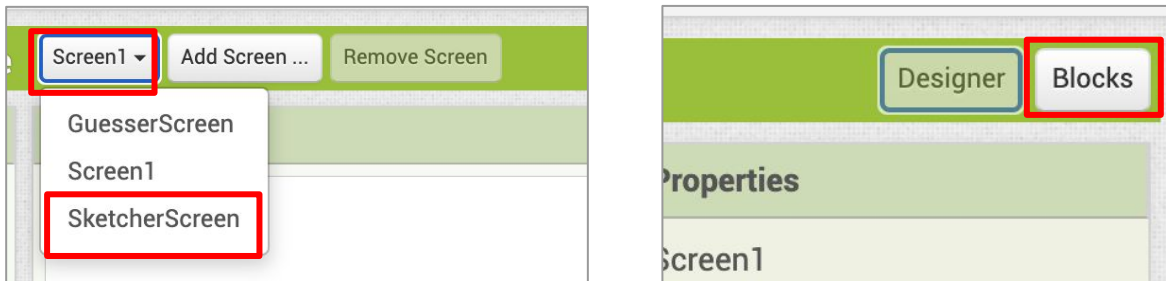 Screen1 Add Screen ... Remove Screen
GuesserScreen
Screen1
SketcherScreen
Designer Blocks
Properties
Screen1